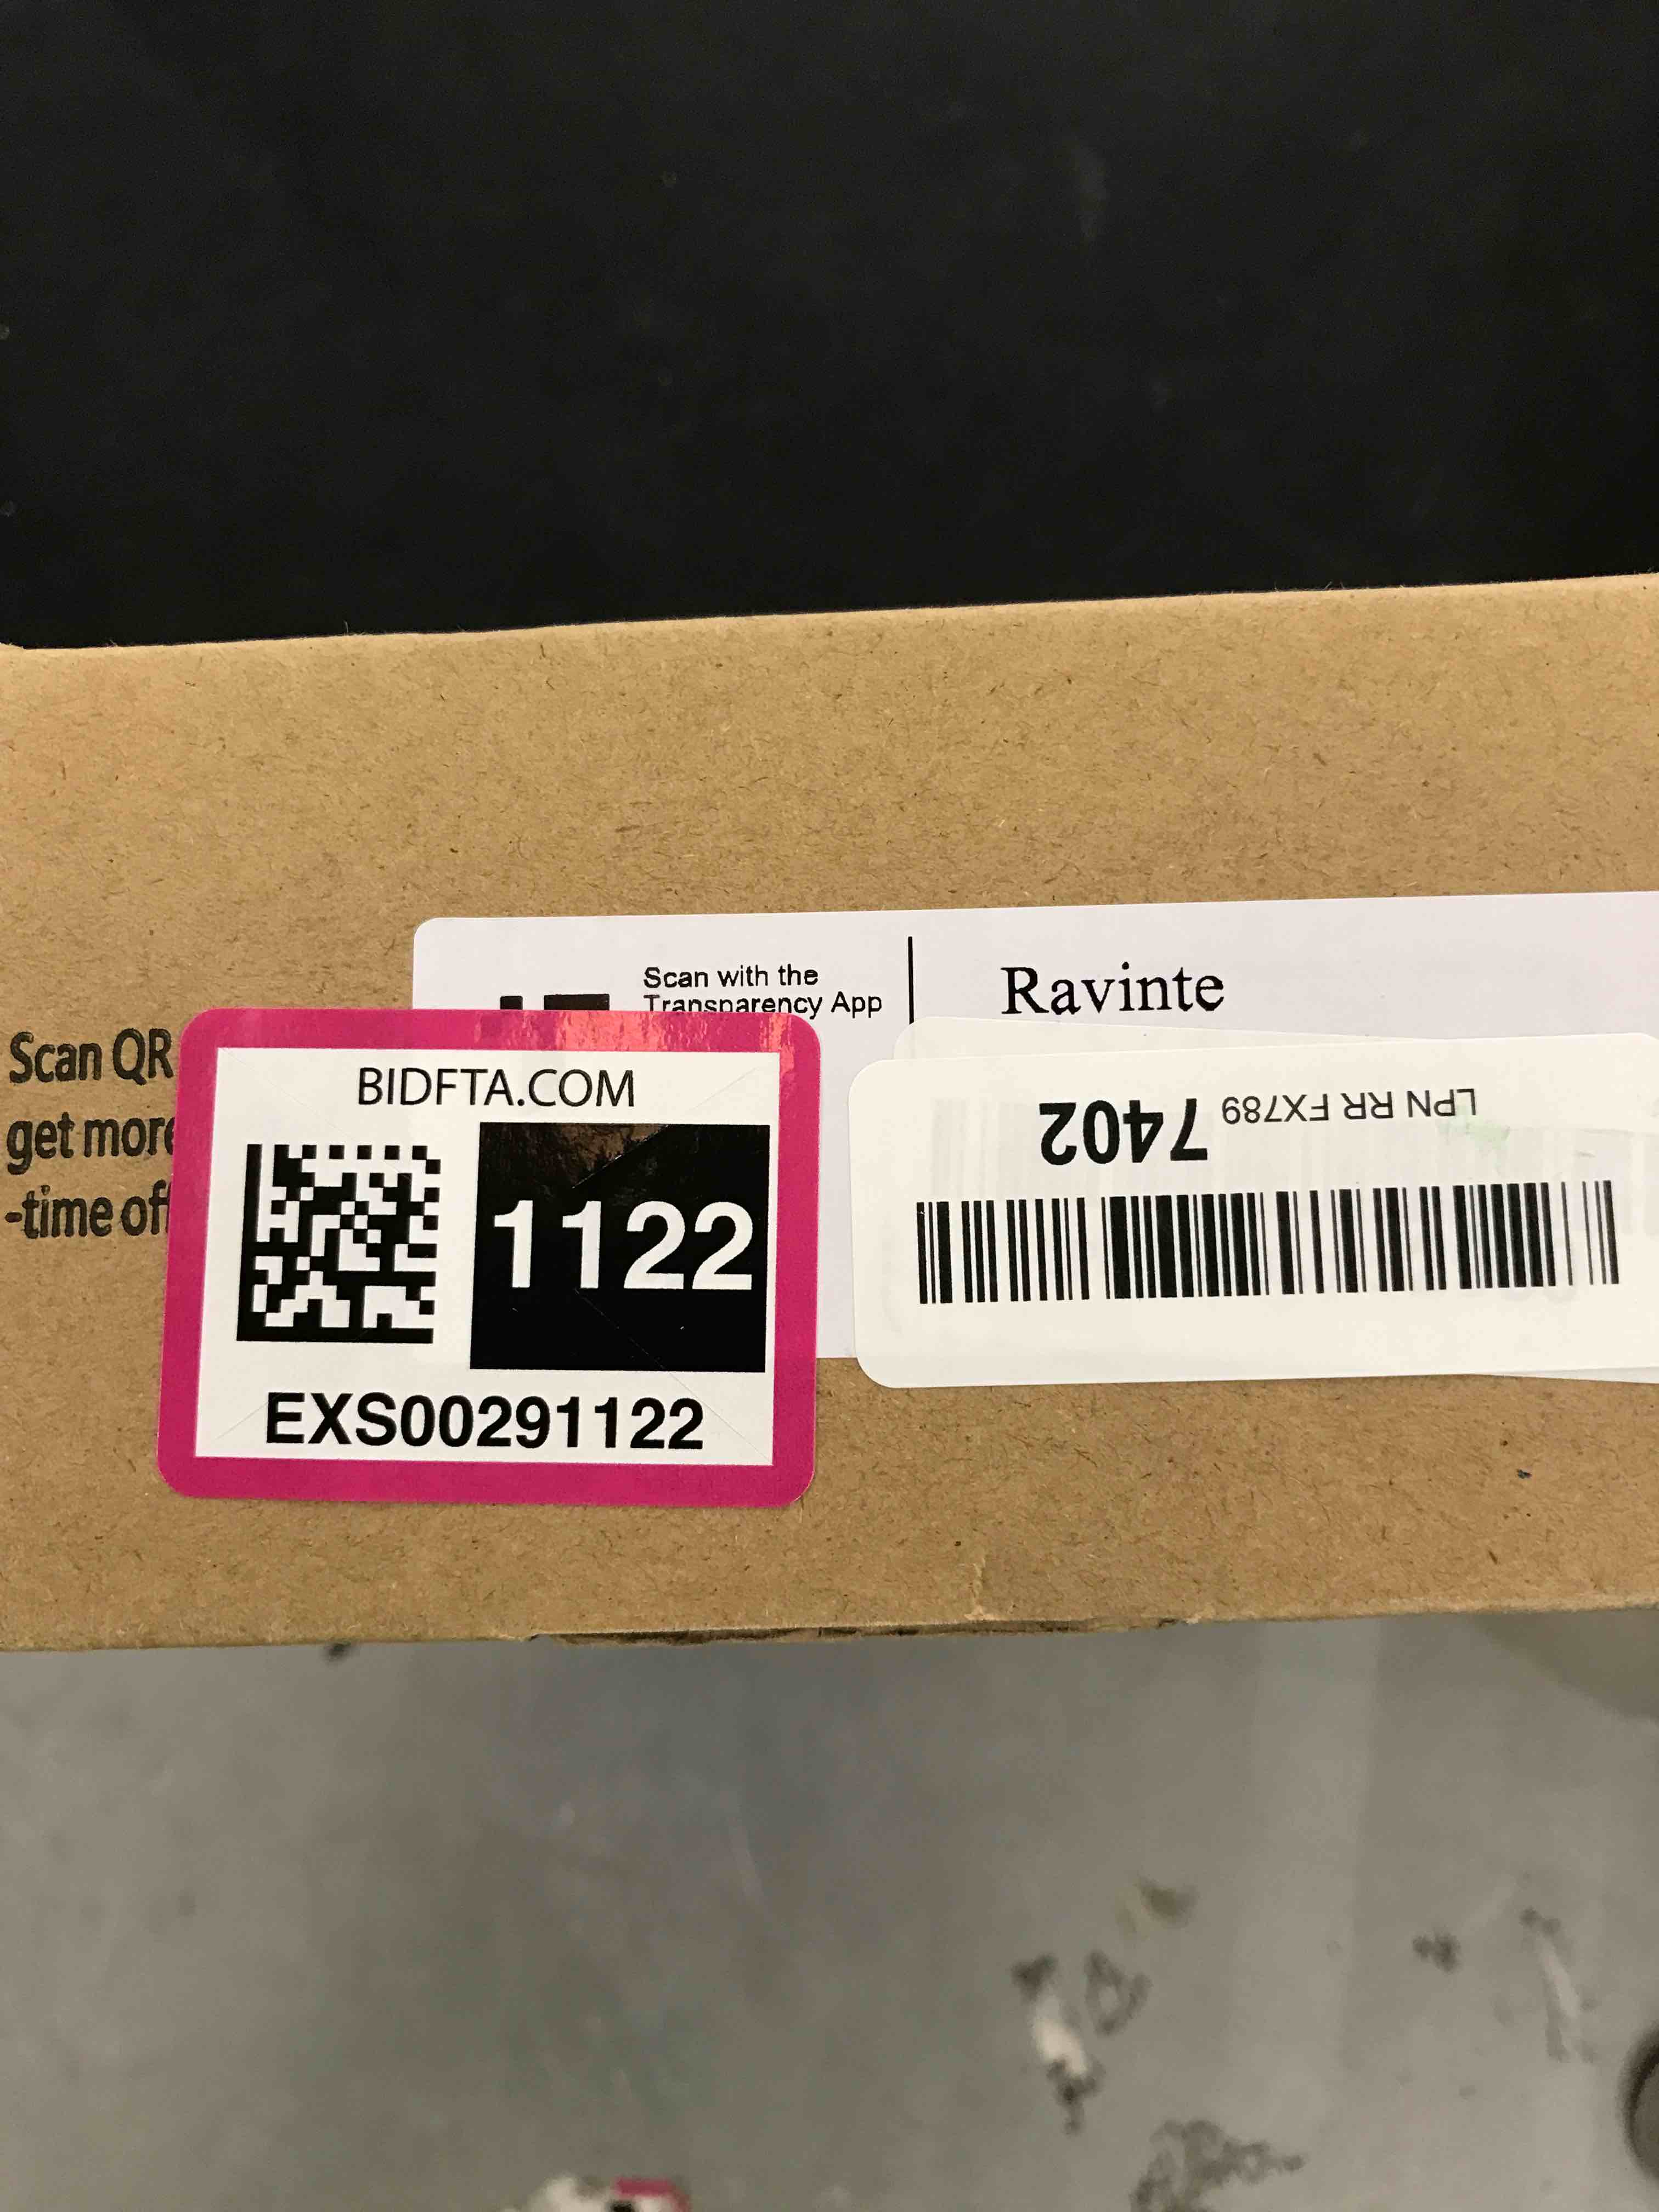 Scan with the
Transparency App
Ravinte
Scan QR
get more
-time of
BIDFTA.COM
1122
EXS00291122
LPN RR FX789 7402